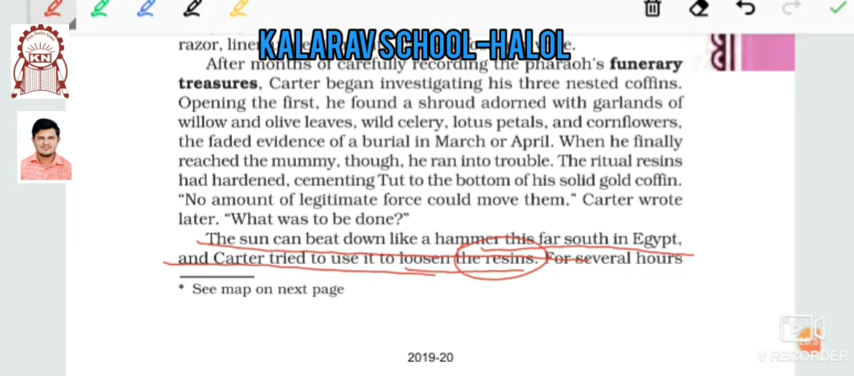 KALARAV SCHOOL-HALOL
razor,
After months of carefully recording the pharaoh's funerary
treasures, Carter began investigating his three nested coffins.
Opening the first, he found a shroud adorned with garlands of
willow and olive leaves, wild celery, lotus petals, and cornflowers,
the faded evidence of a burial in March or April. When he finally
reached the mummy, though, he ran into trouble. The ritual resins
had hardened, cementing Tut to the bottom of his solid gold coffin.
“No amount of legitimate force could move them,” Carter wrote
later. “What was to be done?”
The sun can beat down like a hammer this far south in Egypt,
and Carter tried to use it to loosen the resins. For several hours
* See map on next page
2019-20
V RECORDER
KN